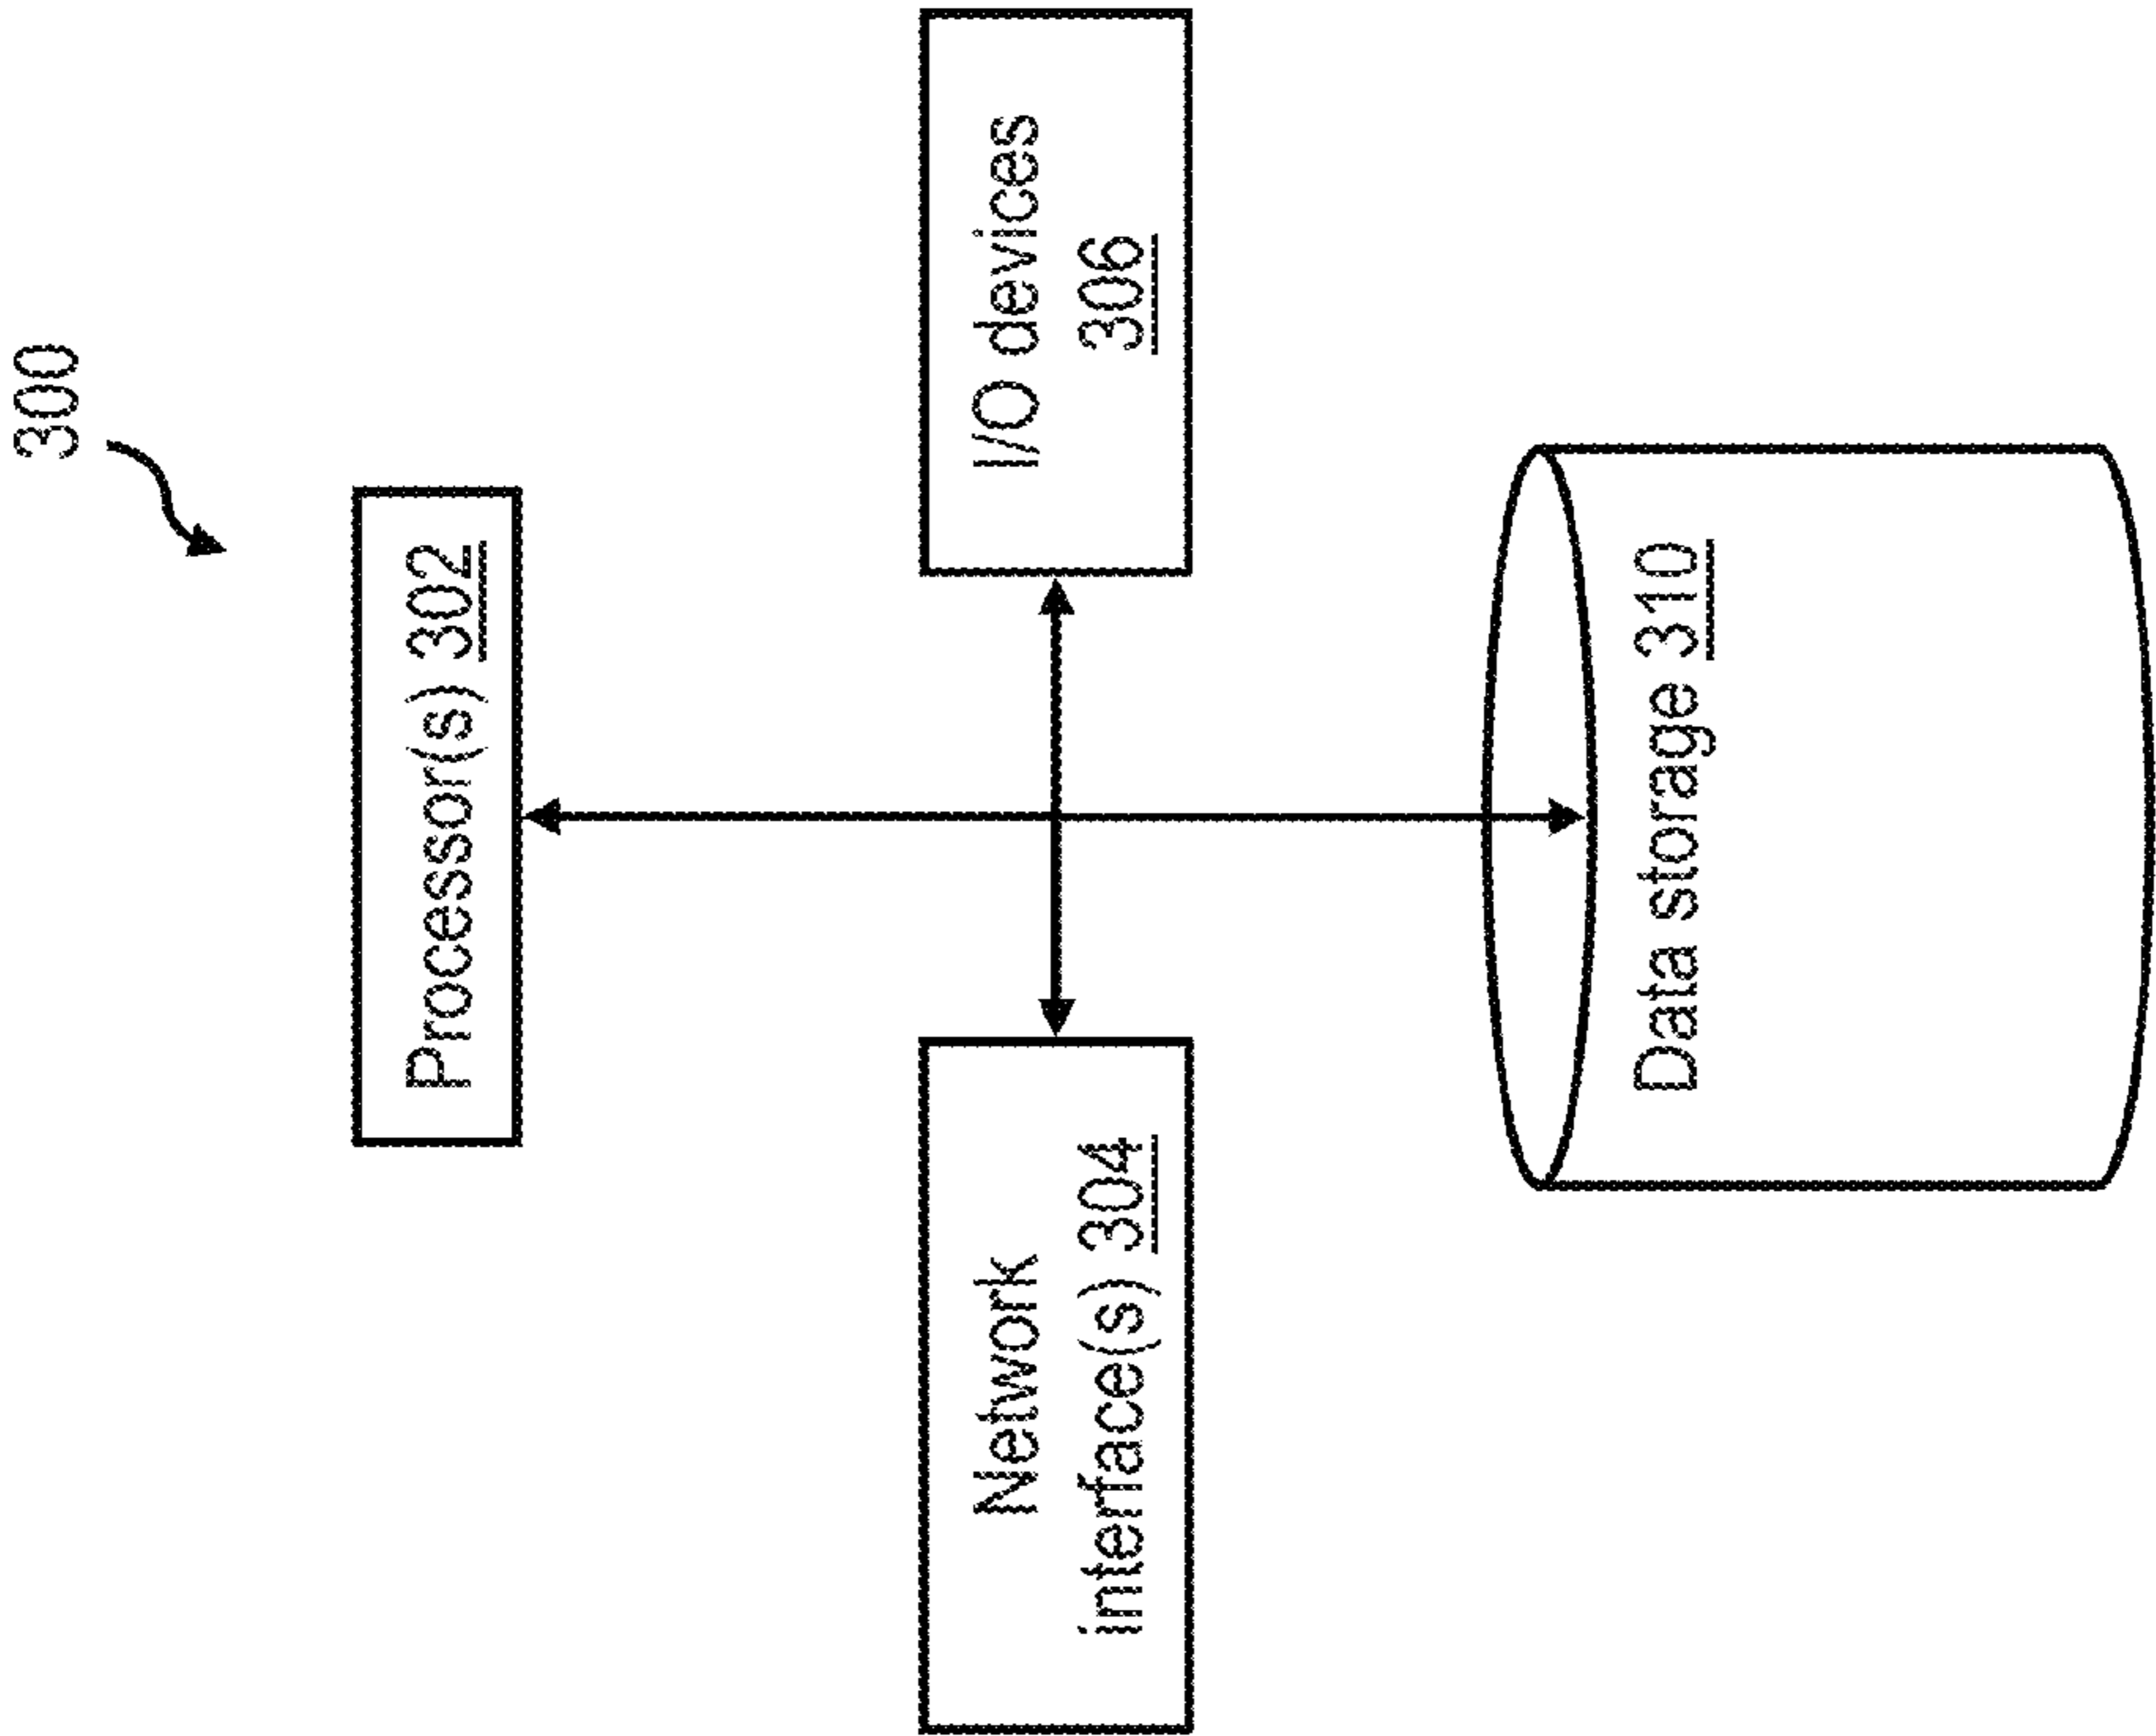 300
Processor(s) 302
Network
interface(s) 304
I/O devices
306
Data storage 310